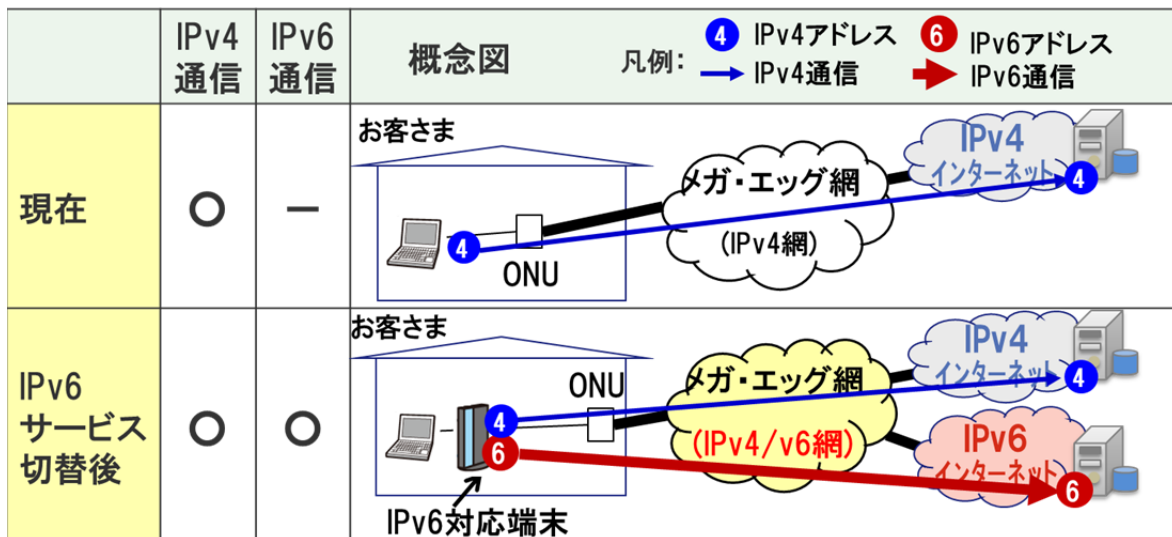 IPv4
通信
IPv6
通信
概念図
凡例：
4 IPv4アドレス
IPv4通信
6 IPv6アドレス
IPv6通信
現在
○
－
お客さま
4
ONU
メガ・エッグ網
(IPv4網)
IPv4
インターネット
4
IPv6
サービス
切替後
○
○
お客さま
ONU
4
6
IPv6対応端末
メガ・エッグ網
(IPv4/v6網)
IPv4
インターネット
4
IPv6
インターネット
6